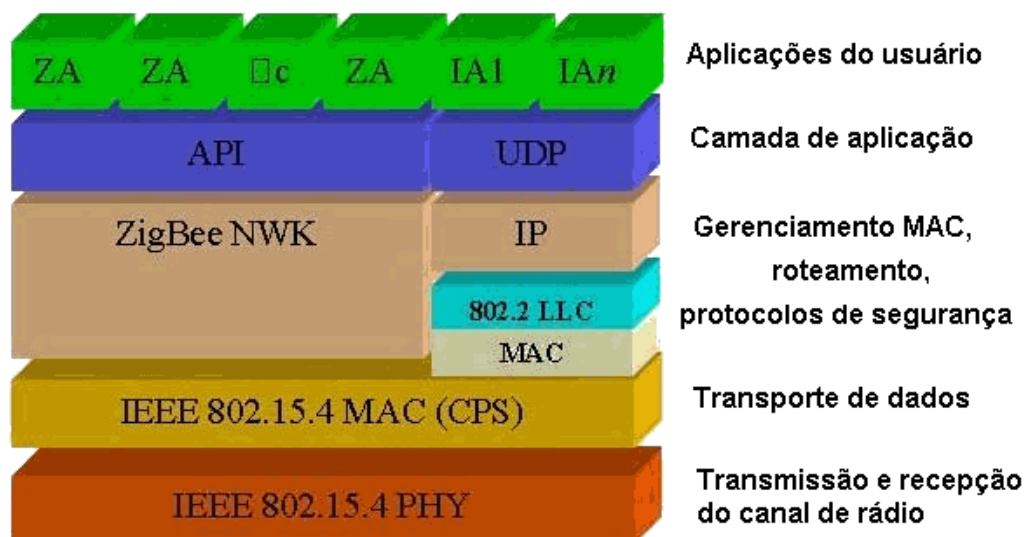 ZA ZA □c ZA IA1 IAn
Aplicações do usuário
API UDP
Camada de aplicação
ZigBee NWK IP
802.2 LLC
MAC
Gerenciamento MAC,
roteamento,
protocolos de segurança
IEEE 802.15.4 MAC (CPS)
Transporte de dados
IEEE 802.15.4 PHY
Transmissão e recepção
do canal de rádio